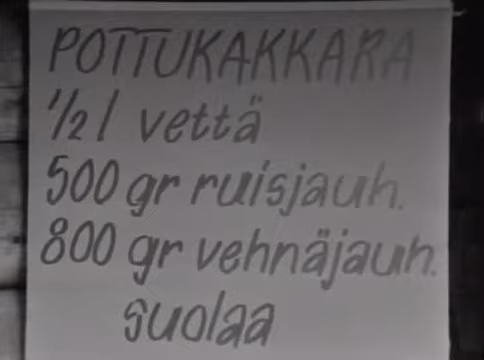 POTTUKAKKARA
1/2 l vettä
500 gr ruisjauh.
800 gr vehnäjauh.
suolaa